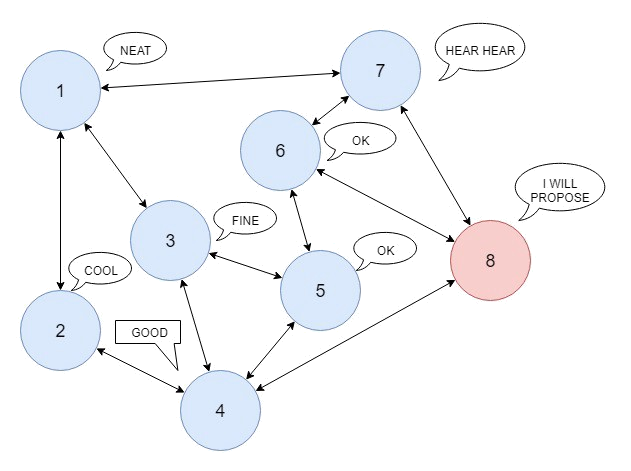 NEAT
HEAR HEAR
7
1
OK
6
I WILL
PROPOSE
FINE
3
OK
8
COOL
5
2
GOOD
4